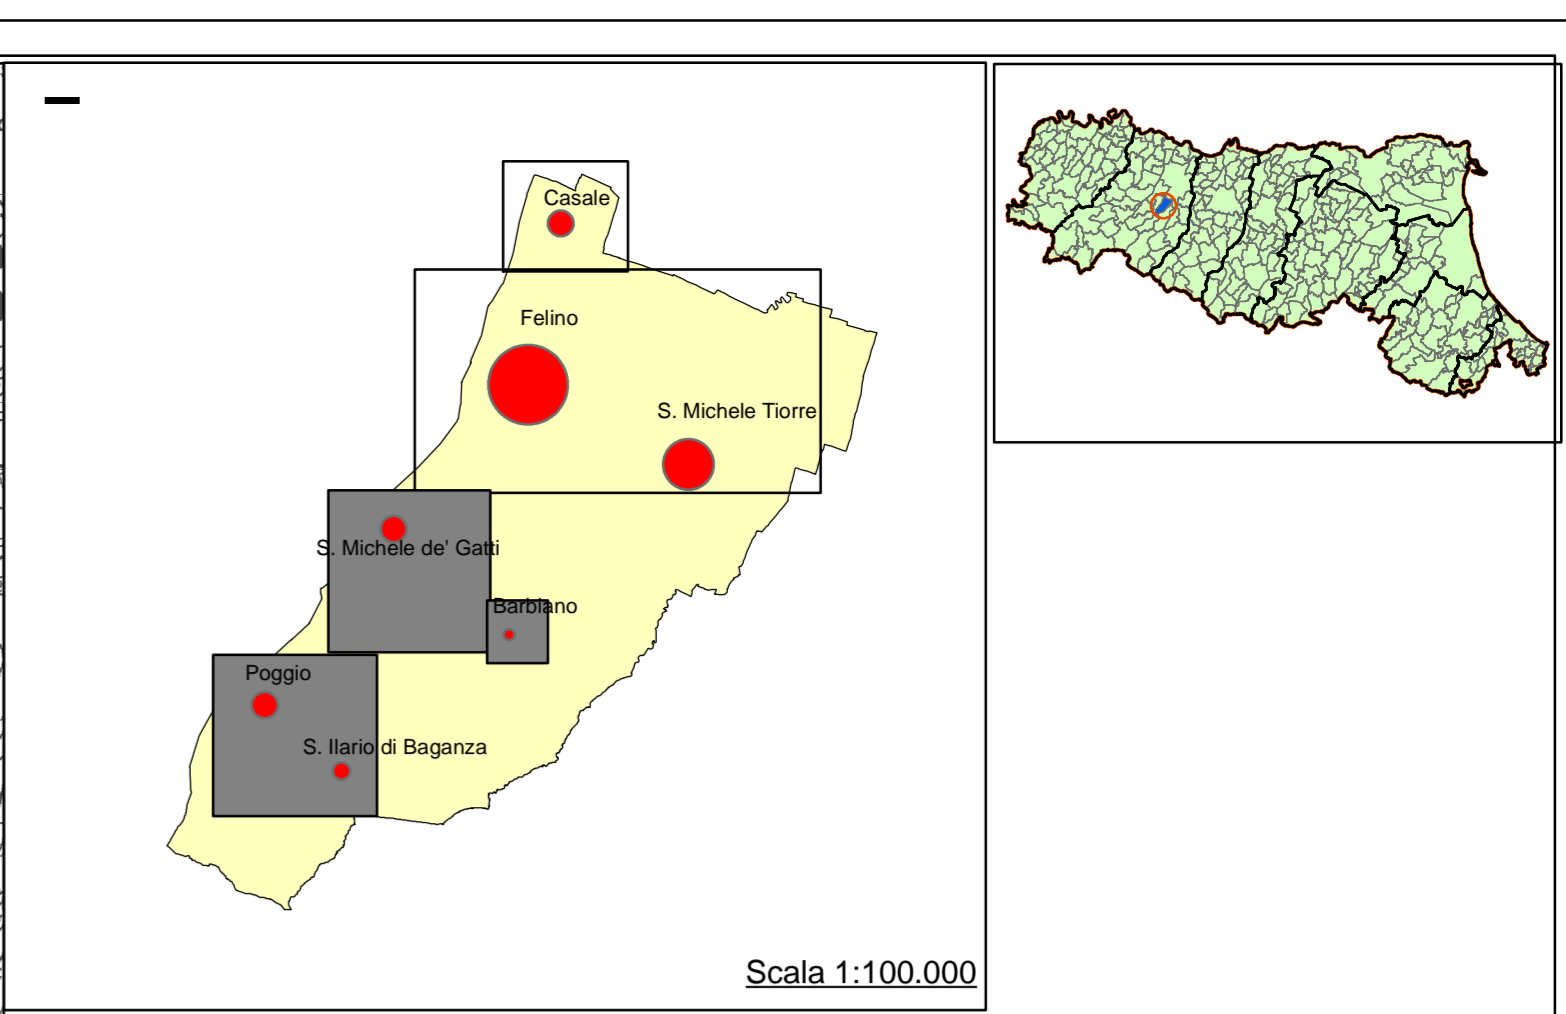 Casale
Felino
S. Michele Tiorre
S. Michele de' Gatti
Barbiano
Poggio
S. Ilario di Baganza
Scala 1:100.000